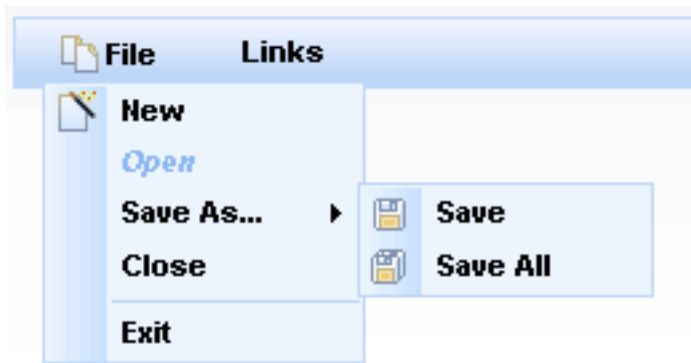 File Links
New
Open
Save As... Save
Close Save All
Exit